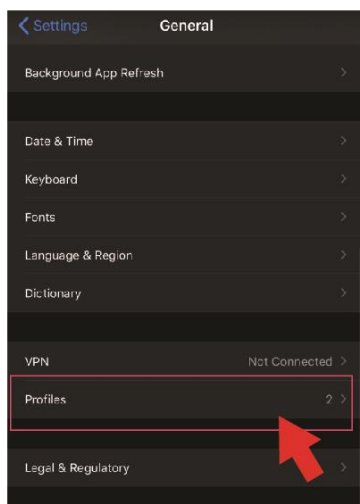 Settings General
Background App Refresh
Date & Time
Keyboard
Fonts
Language & Region
Dictionary
VPN Not Connected
Profiles 2
Legal & Regulatory